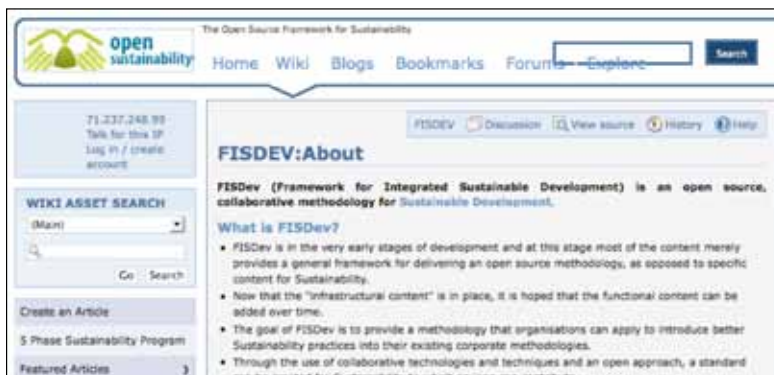 The Open Source Framework for Sustainability
open
sustainability
Home Wiki Blogs Bookmarks Forums Explore
Search
71.237.248.99
Talk for this IP
Log in / create
account
FISDEV Discussion View source History Help
FISDEV:About
FISDev (Framework for Integrated Sustainable Development) is an open source,
collaborative methodology for Sustainable Development.
WIKI ASSET SEARCH
(Main)
Go Search
Create an Article
5 Phase Sustainability Program
Featured Articles
What is FISDev?
• FISDev is in the very early stages of development and at this stage most of the content merely
provides a general framework for delivering an open source methodology, as opposed to specific
content for Sustainability.
• Now that the "infrastructural content" is in place, it is hoped that the functional content can be
added over time.
• The goal of FISDev is to provide a methodology that organisations can apply to introduce better
Sustainability practices into their existing corporate methodologies.
• Through the use of collaborative technologies and techniques and an open approach, a standard